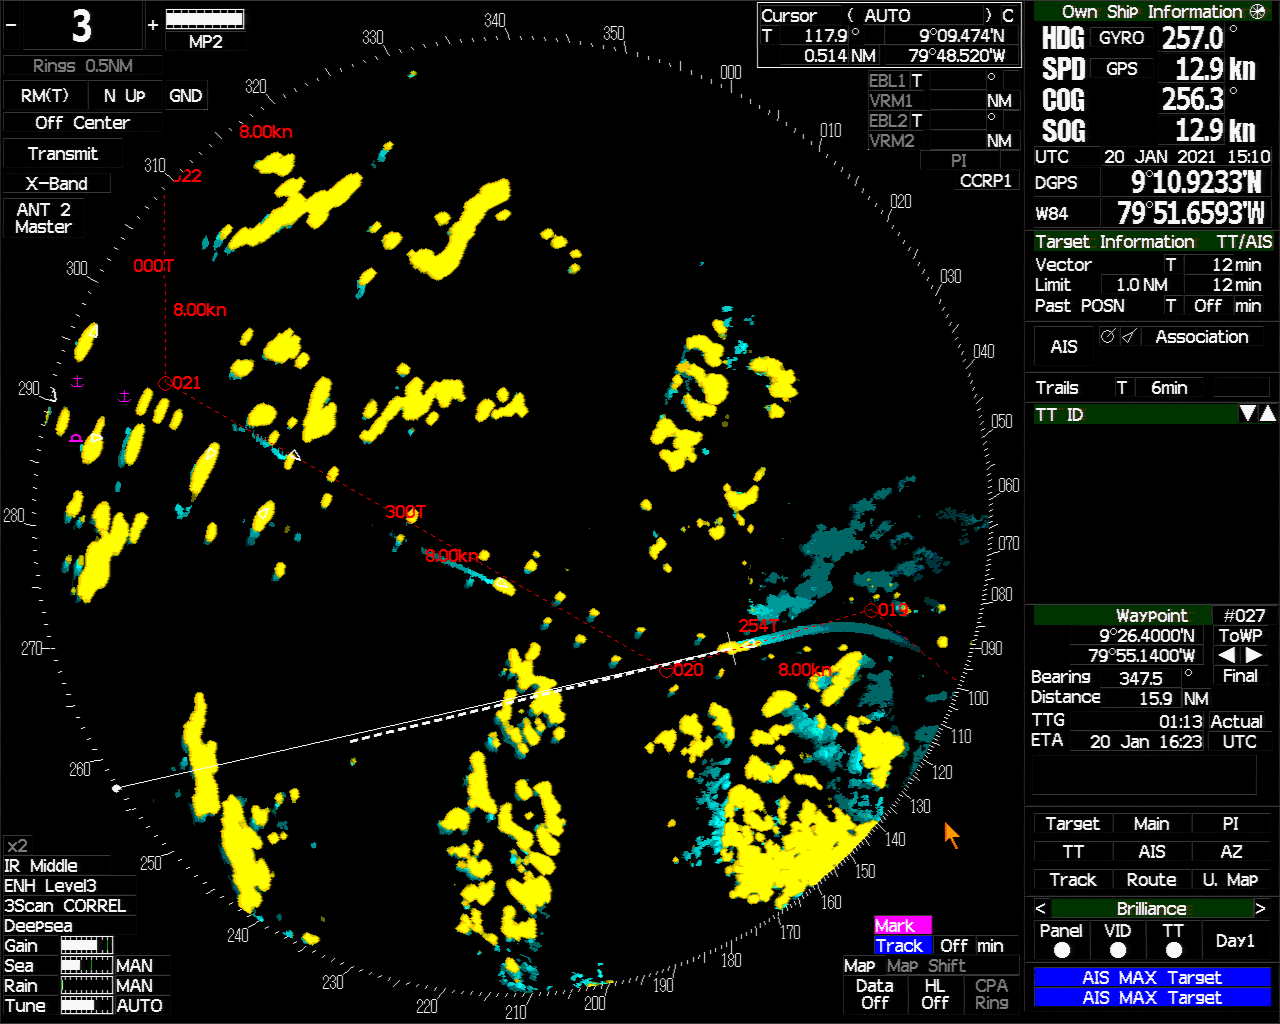 - 3 +
MP2
Rings 0.5NM
RM(T) N Up GND
Off Center
Transmit
X-Band
ANT 2
Master
Cursor ( AUTO ) C
T 117.9° 9°09.474'N
0.514 NM 79°48.520'W
EBL1 T °
VRM1 NM
EBL2 T °
VRM2 NM
PI
CCRP1
340
350
330
000
320
010
310
020
300
030
290
040
050
280
060
070
080
270
090
100
260
110
120
130
250
140
150
160
240
170
230
180
220
190
210
200
8.00kn
000T
8.00kn
021
300T
8.00kn
019
254T
020
8.00kn
Own Ship Information
HDG GYRO 257.0°
SPD GPS 12.9 kn
COG 256.3°
SOG 12.9 kn
UTC 20 JAN 2021 15:10
DGPS 9°10.9233'N
W84 79°51.6593'W
Target Information TT/AIS
Vector T 12 min
Limit 1.0 NM 12 min
Past POSN T Off min
AIS Association
Trails T 6min
TT ID
Waypoint #027
9°26.4000'N ToWP
79°55.1400'W
Bearing 347.5 ° Final
Distance 15.9 NM
TTG 01:13 Actual
ETA 20 Jan 16:23 UTC
Target Main PI
TT AIS AZ
Track Route U. Map
< Brilliance >
Panel VID TT Day1
AIS MAX Target
AIS MAX Target
x2
IR Middle
ENH Level3
3Scan CORREL
Deepsea
Gain
Sea MAN
Rain MAN
Tune AUTO
Mark
Track Off min
Map Map Shift
Data Off HL Off CPA Ring